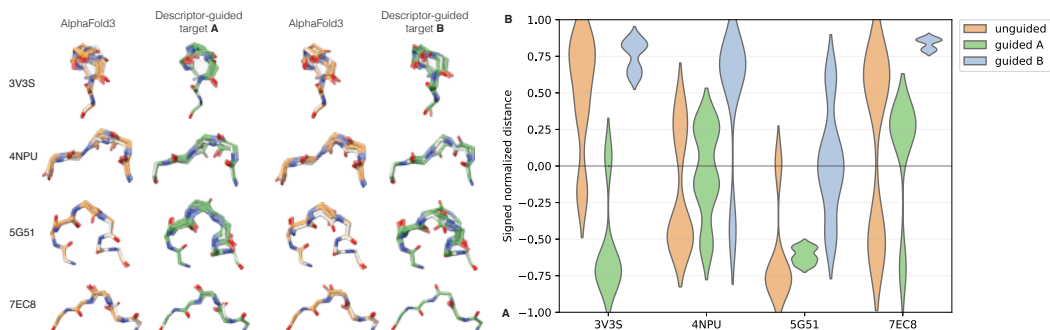 AlphaFold3
Descriptor-guided
target A
AlphaFold3
Descriptor-guided
target B
3V3S
4NPU
5G51
7EC8
B
A
Signed normalized distance
1.00
0.75
0.50
0.25
0.00
−0.25
−0.50
−0.75
−1.00
3V3S
4NPU
5G51
7EC8
unguided
guided A
guided B